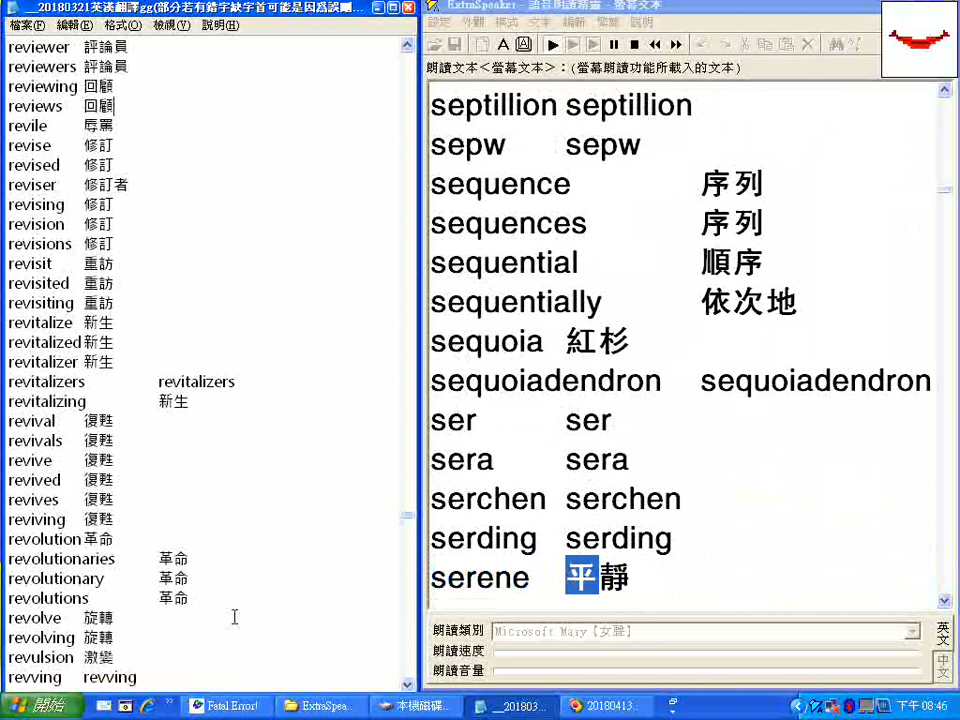 __20180321英漢翻譯gg(部分若有錯字缺字首可能是因爲誤刪...
檔案(F) 編輯(E) 格式(O) 檢視(V) 說明(H)
reviewer 評論員
reviewers 評論員
reviewing 回顧
reviews 回顧
revile 辱罵
revise 修訂
revised 修訂
reviser 修訂者
revising 修訂
revision 修訂
revisions 修訂
revisit 重訪
revisited 重訪
revisiting 重訪
revitalize 新生
revitalized 新生
revitalizer 新生
revitalizers revitalizers
revitalizing 新生
revival 復甦
revivals 復甦
revive 復甦
revived 復甦
revives 復甦
reviving 復甦
revolution 革命
revolutionaries 革命
revolutionary 革命
revolutions 革命
revolve 旋轉
revolving 旋轉
revulsion 激變
revving revving
ExtraSpeaker - 語音朗讀精靈 - 螢幕文本
設定 外觀 模式 文本 編輯 繁簡 說明
朗讀文本<螢幕文本>：(螢幕朗讀功能所載入的文本)
septillion septillion
sepw sepw
sequence 序列
sequences 序列
sequential 順序
sequentially 依次地
sequoia 紅杉
sequoiadendron sequoiadendron
ser ser
sera sera
serchen serchen
serding serding
serene 平靜
朗讀類別 Microsoft Mary【女聲】
朗讀速度
朗讀音量
英文
中文
開始 Fatal Error! ExtraSpea... 本機磁碟... __201803... 20180413... 下午 08:46